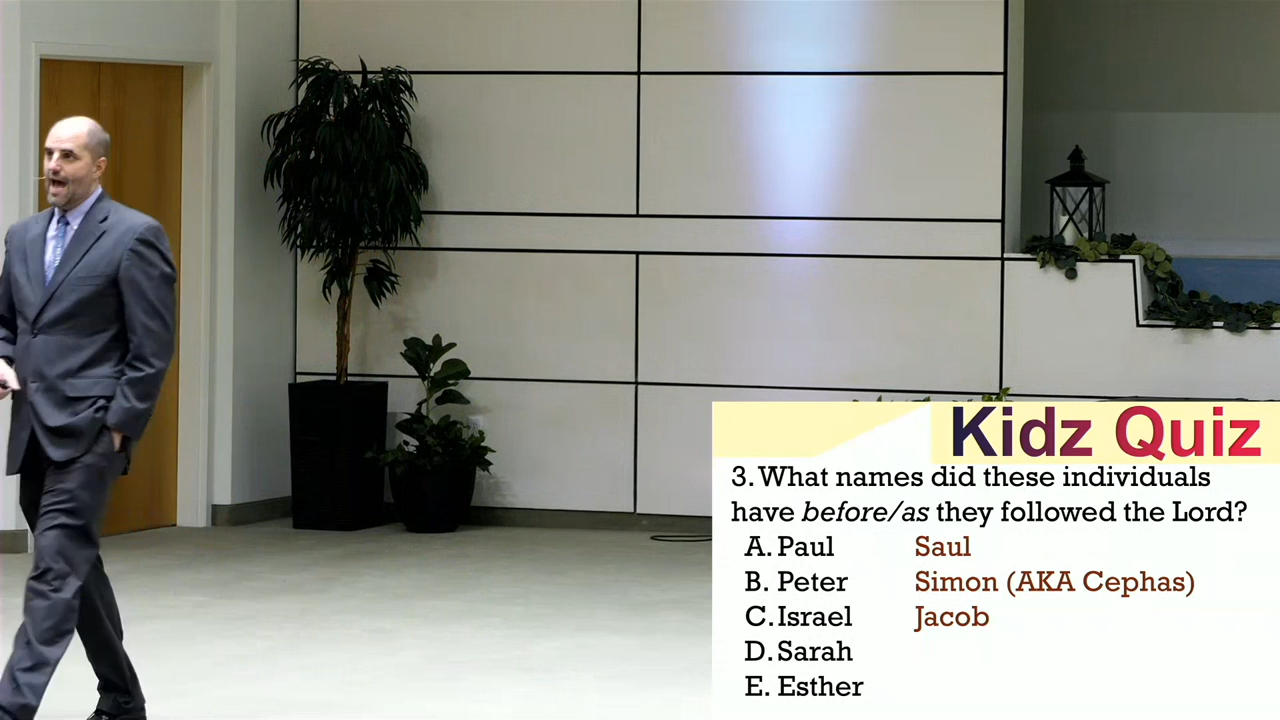 Kidz Quiz
3. What names did these individuals
have before/as they followed the Lord?
A. Paul Saul
B. Peter Simon (AKA Cephas)
C. Israel Jacob
D. Sarah
E. Esther